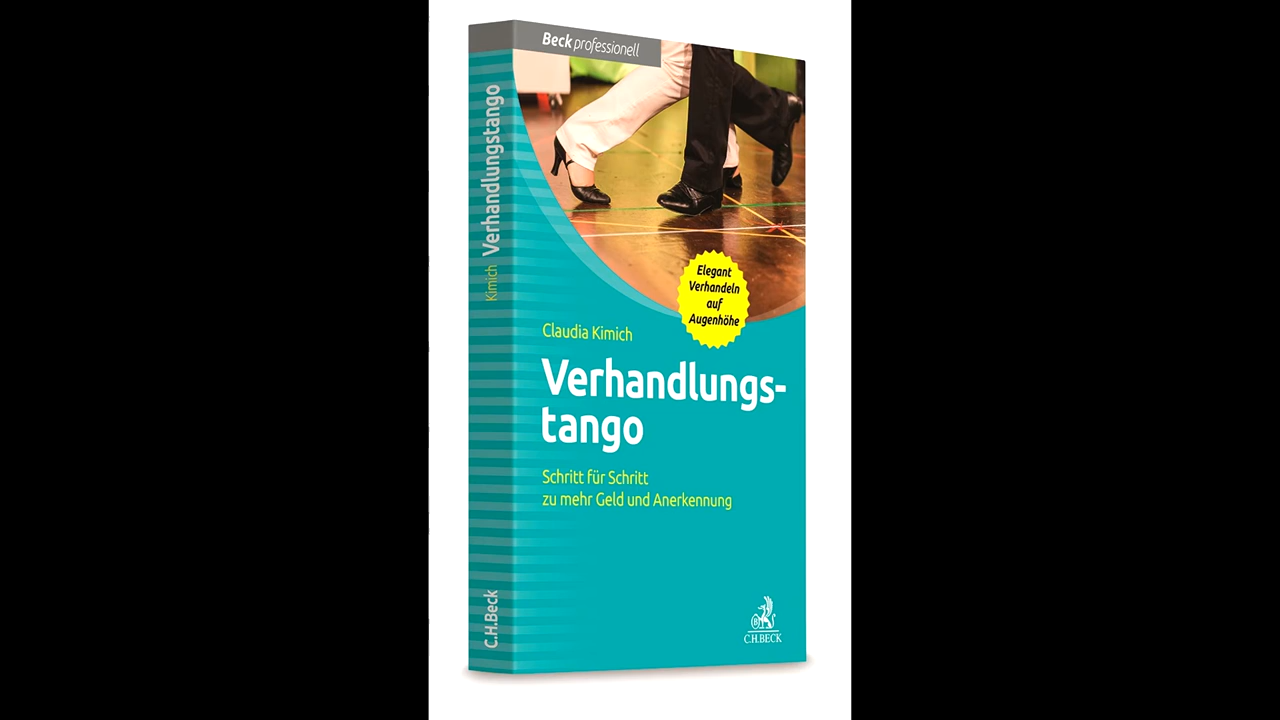 Beck professionell
Verhandlungstango
Kimich
C.H.Beck
Elegant
Verhandeln
auf
Augenhöhe
Claudia Kimich
Verhandlungs-
tango
Schritt für Schritt
zu mehr Geld und Anerkennung
B
C.H.BECK